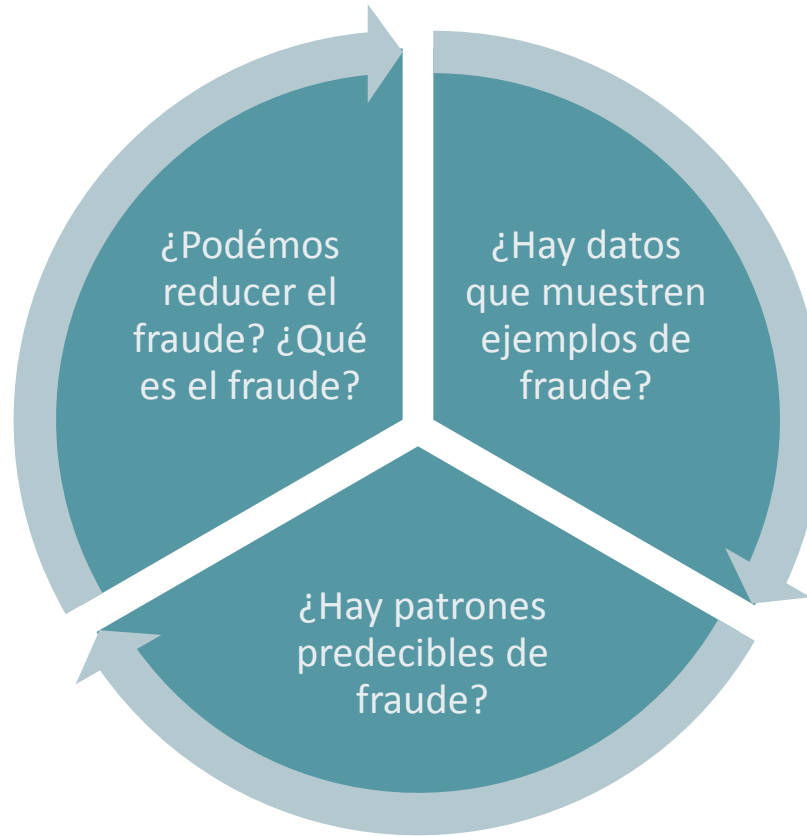 ¿Podémos
reducer el
fraude? ¿Qué
es el fraude?
¿Hay datos
que muestren
ejemplos de
fraude?
¿Hay patrones
predecibles de
fraude?